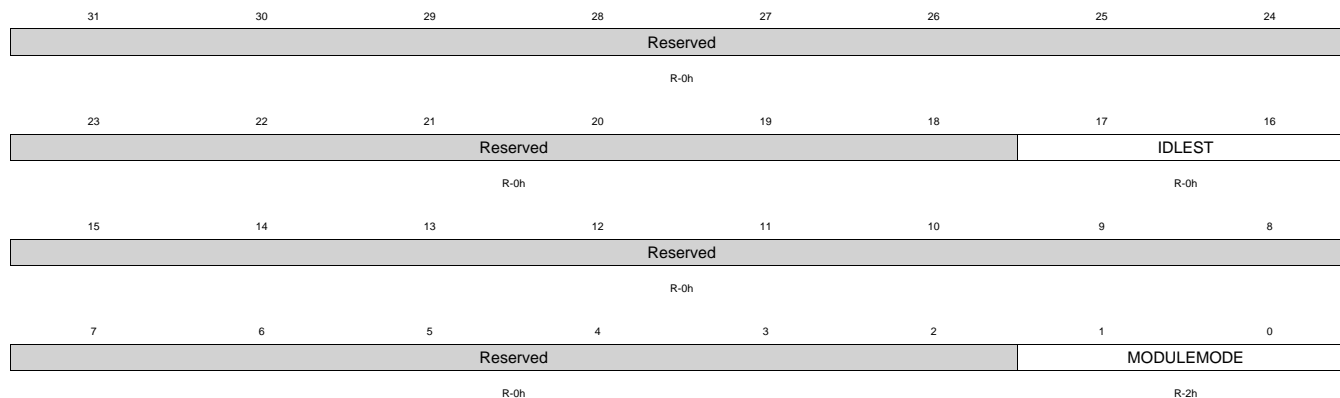 31 30 29 28 27 26 25 24
Reserved
R-0h
23 22 21 20 19 18 17 16
Reserved IDLEST
R-0h R-0h
15 14 13 12 11 10 9 8
Reserved
R-0h
7 6 5 4 3 2 1 0
Reserved MODULEMODE
R-0h R-2h